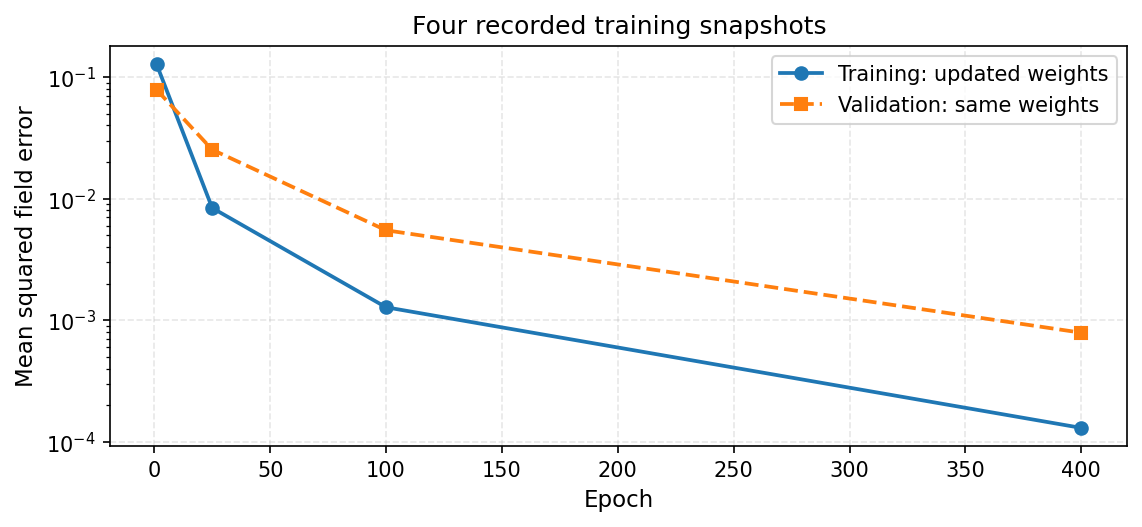 Four recorded training snapshots
Training: updated weights
Validation: same weights
Mean squared field error
10⁻¹
10⁻²
10⁻³
10⁻⁴
0 50 100 150 200 250 300 350 400
Epoch